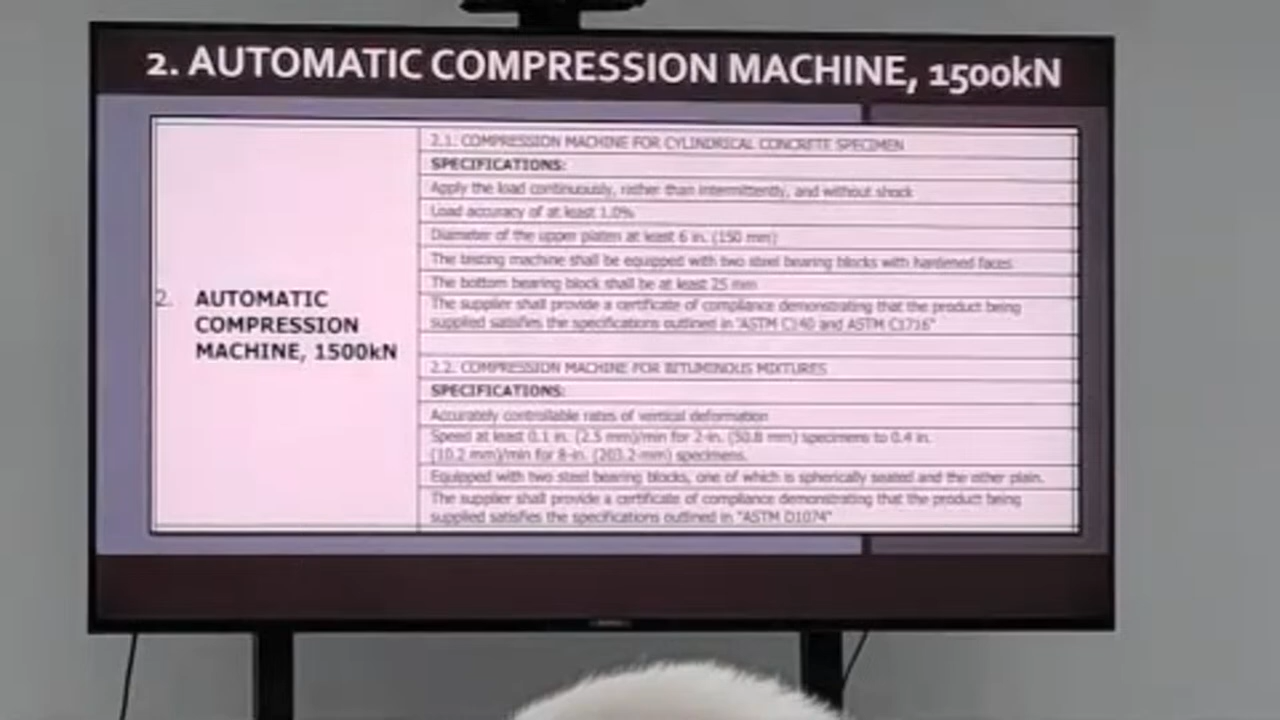 2. AUTOMATIC COMPRESSION MACHINE, 1500kN
2.1. COMPRESSION MACHINE FOR CYLINDRICAL CONCRETE SPECIMEN
SPECIFICATIONS:
Apply the load continuously, rather than intermittently, and without shock
Load accuracy of at least 1.0%
Diameter of the upper platen at least 6 in. (150 mm)
The testing machine shall be equipped with two steel bearing blocks with hardened faces
The bottom bearing block shall be at least 25 mm
The supplier shall provide a certificate of compliance demonstrating that the product being
supplied satisfies the specifications outlined in "ASTM C140 and ASTM C1716"
2. AUTOMATIC
COMPRESSION
MACHINE, 1500kN
2.2. COMPRESSION MACHINE FOR BITUMINOUS MIXTURES
SPECIFICATIONS:
Accurately controllable rates of vertical deformation
Speed at least 0.1 in. (2.5 mm)/min for 2-in. (50.8 mm) specimens to 0.4 in.
(10.2 mm)/min for 8-in. (203.2-mm) specimens.
Equipped with two steel bearing blocks, one of which is spherically seated and the other plain.
The supplier shall provide a certificate of compliance demonstrating that the product being
supplied satisfies the specifications outlined in "ASTM D1074"